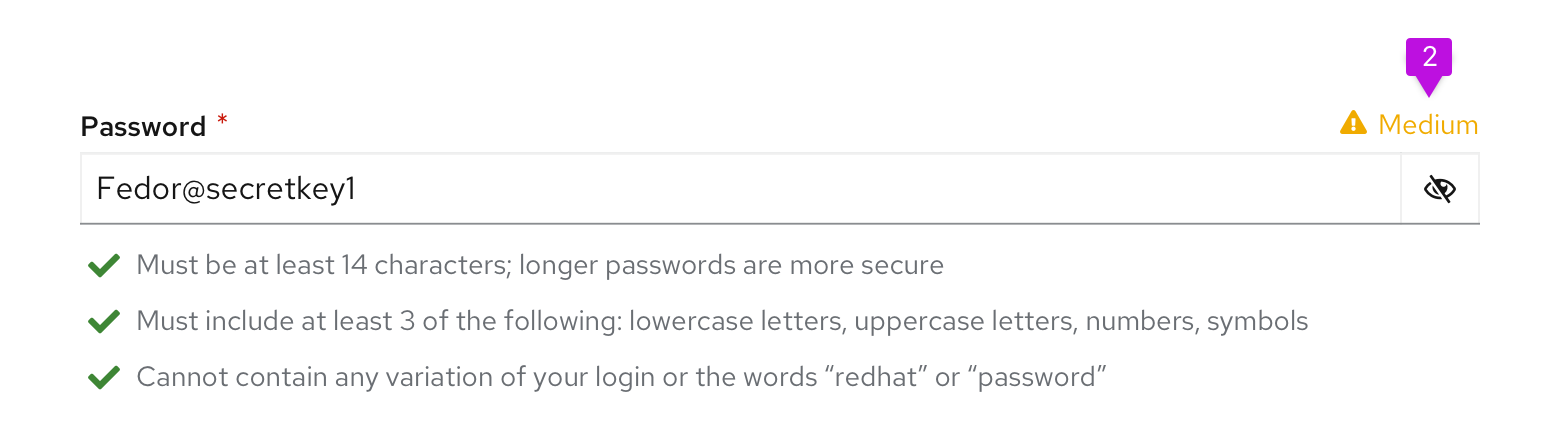 2
Password *
Medium
Fedor@secretkey1
Must be at least 14 characters; longer passwords are more secure
Must include at least 3 of the following: lowercase letters, uppercase letters, numbers, symbols
Cannot contain any variation of your login or the words “redhat” or “password”